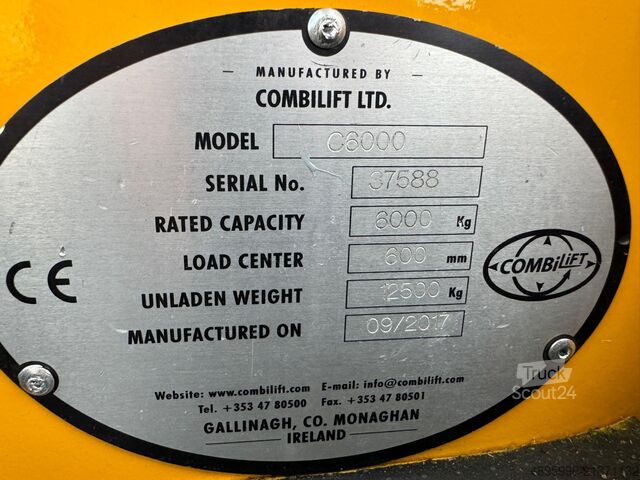 – MANUFACTURED BY –
COMBILIFT LTD.
MODEL C6000
SERIAL No. 37588
RATED CAPACITY 6000 Kg
LOAD CENTER 600 mm
UNLADEN WEIGHT 12500 Kg
MANUFACTURED ON 09/2017
CE
COMBiLiFT
Website: www.combilift.com E-mail: info@combilift.com
Tel. +353 47 80500 Fax. +353 47 80501
GALLINAGH, CO. MONAGHAN
IRELAND
Truck
Scout24